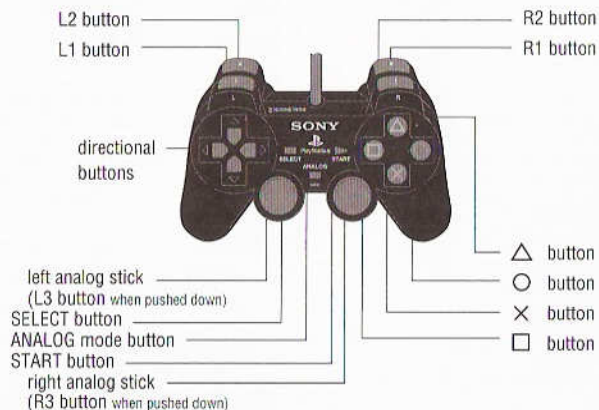 L2 button
R2 button
L1 button
R1 button
L
R
SONY
PlayStation
SELECT
START
ANALOG
directional
buttons
left analog stick
(L3 button when pushed down)
SELECT button
ANALOG mode button
START button
right analog stick
(R3 button when pushed down)
△ button
○ button
✕ button
□ button